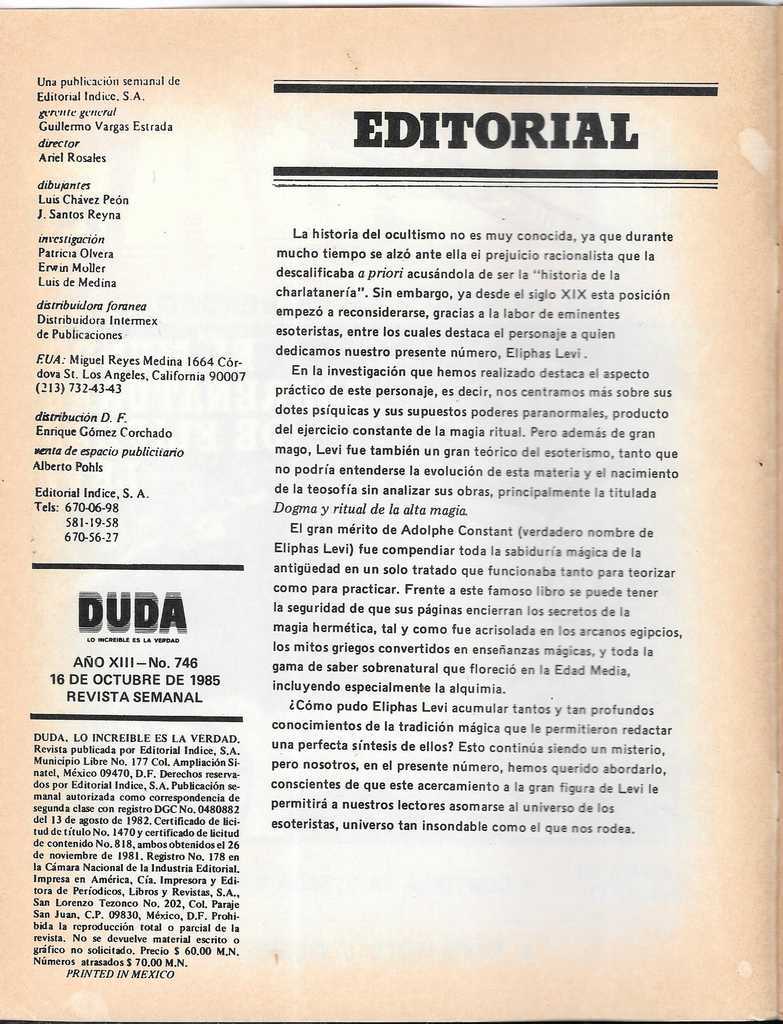 Una publicación semanal de
Editorial Indice, S.A.
gerente general
Guillermo Vargas Estrada
director
Ariel Rosales
dibujantes
Luis Chávez Peón
J. Santos Reyna
investigación
Patricia Olvera
Erwin Moller
Luis de Medina
distribuidora foranea
Distribuidora Intermex
de Publicaciones
EUA: Miguel Reyes Medina 1664 Cór-
dova St. Los Angeles, California 90007
(213) 732-43-43
distribución D. F.
Enrique Gómez Corchado
venta de espacio publicitario
Alberto Pohls
Editorial Indice, S. A.
Tels: 670-06-98
581-19-58
670-56-27
DUDA
LO INCREIBLE ES LA VERDAD
AÑO XIII—No. 746
16 DE OCTUBRE DE 1985
REVISTA SEMANAL
DUDA, LO INCREIBLE ES LA VERDAD.
Revista publicada por Editorial Indice, S.A.
Municipio Libre No. 177 Col. Ampliación Si-
natel, México 09470, D.F. Derechos reserva-
dos por Editorial Indice, S.A. Publicación se-
manal autorizada como correspondencia de
segunda clase con registro DGC No. 0480882
del 13 de agosto de 1982. Certificado de lici-
tud de título No. 1470 y certificado de licitud
de contenido No. 818, ambos obtenidos el 26
de noviembre de 1981. Registro No. 178 en
la Cámara Nacional de la Industria Editorial.
Impresa en América, Cía. Impresora y Edi-
tora de Periodicos, Libros y Revistas, S.A.,
San Lorenzo Tezonco No. 202, Col. Paraje
San Juan, C.P. 09830, México, D.F. Prohi-
bida la reproducción total o parcial de la
revista. No se devuelve material escrito o
gráfico no solicitado. Precio $ 60.00 M.N.
Números atrasados $ 70.00 M.N.
PRINTED IN MEXICO
EDITORIAL
La historia del ocultismo no es muy conocida, ya que durante
mucho tiempo se alzó ante ella el prejuicio racionalista que la
descalificaba a priori acusándola de ser la "historia de la
charlatanería". Sin embargo, ya desde el siglo XIX esta posición
empezó a reconsiderarse, gracias a la labor de eminentes
esoteristas, entre los cuales destaca el personaje a quien
dedicamos nuestro presente número, Eliphas Levi.
En la investigación que hemos realizado destaca el aspecto
práctico de este personaje, es decir, nos centramos más sobre sus
dotes psíquicas y sus supuestos poderes paranormales, producto
del ejercicio constante de la magia ritual. Pero además de gran
mago, Levi fue también un gran teórico del esoterismo, tanto que
no podría entenderse la evolución de esta materia y el nacimiento
de la teosofía sin analizar sus obras, principalmente la titulada
Dogma y ritual de la alta magia.
El gran mérito de Adolphe Constant (verdadero nombre de
Eliphas Levi) fue compendiar toda la sabiduría mágica de la
antigüedad en un solo tratado que funcionaba tanto para teorizar
como para practicar. Frente a este famoso libro se puede tener
la seguridad de que sus páginas encierran los secretos de la
magia hermética, tal y como fue acrisolada en los arcanos egipcios,
los mitos griegos convertidos en enseñanzas mágicas, y toda la
gama de saber sobrenatural que floreció en la Edad Media,
incluyendo especialmente la alquimia.
¿Cómo pudo Eliphas Levi acumular tantos y tan profundos
conocimientos de la tradición mágica que le permitieron redactar
una perfecta síntesis de ellos? Esto continúa siendo un misterio,
pero nosotros, en el presente número, hemos querido abordarlo,
conscientes de que este acercamiento a la gran figura de Levi le
permitirá a nuestros lectores asomarse al universo de los
esoteristas, universo tan insondable como el que nos rodea.